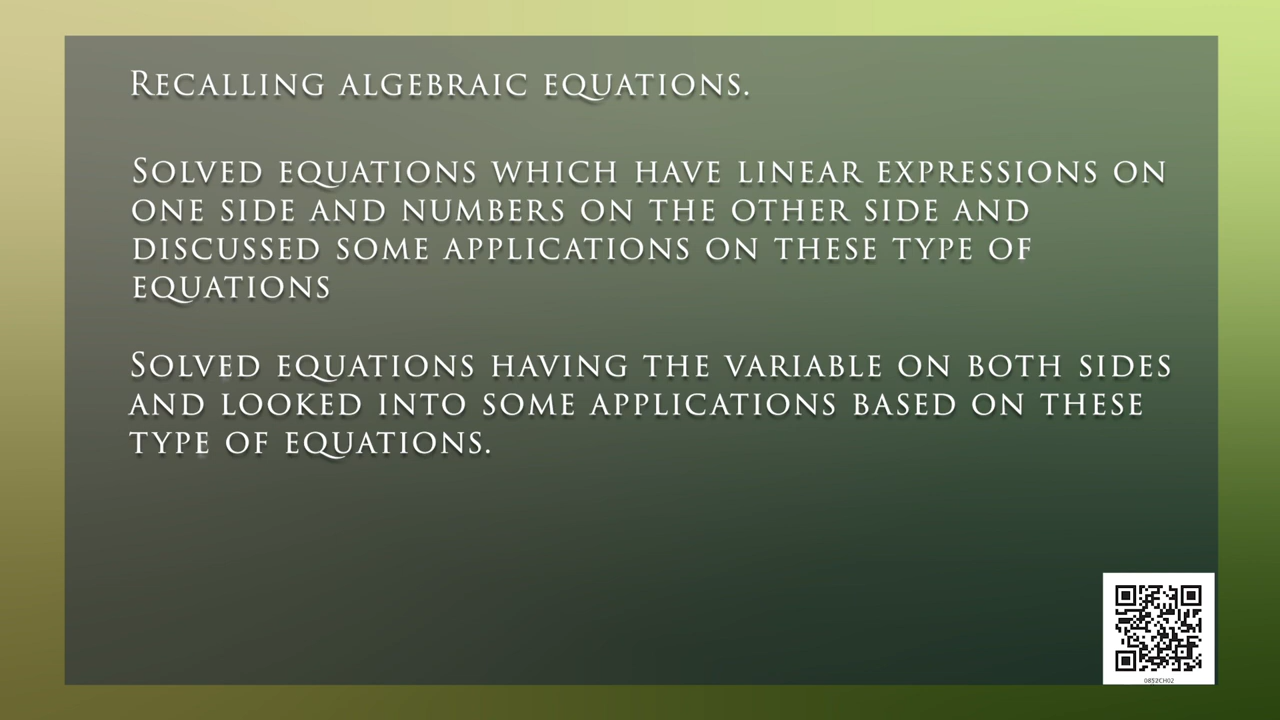 Recalling algebraic equations.
Solved equations which have linear expressions on
one side and numbers on the other side and
discussed some applications on these type of
equations
Solved equations having the variable on both sides
and looked into some applications based on these
type of equations.
0852CH02